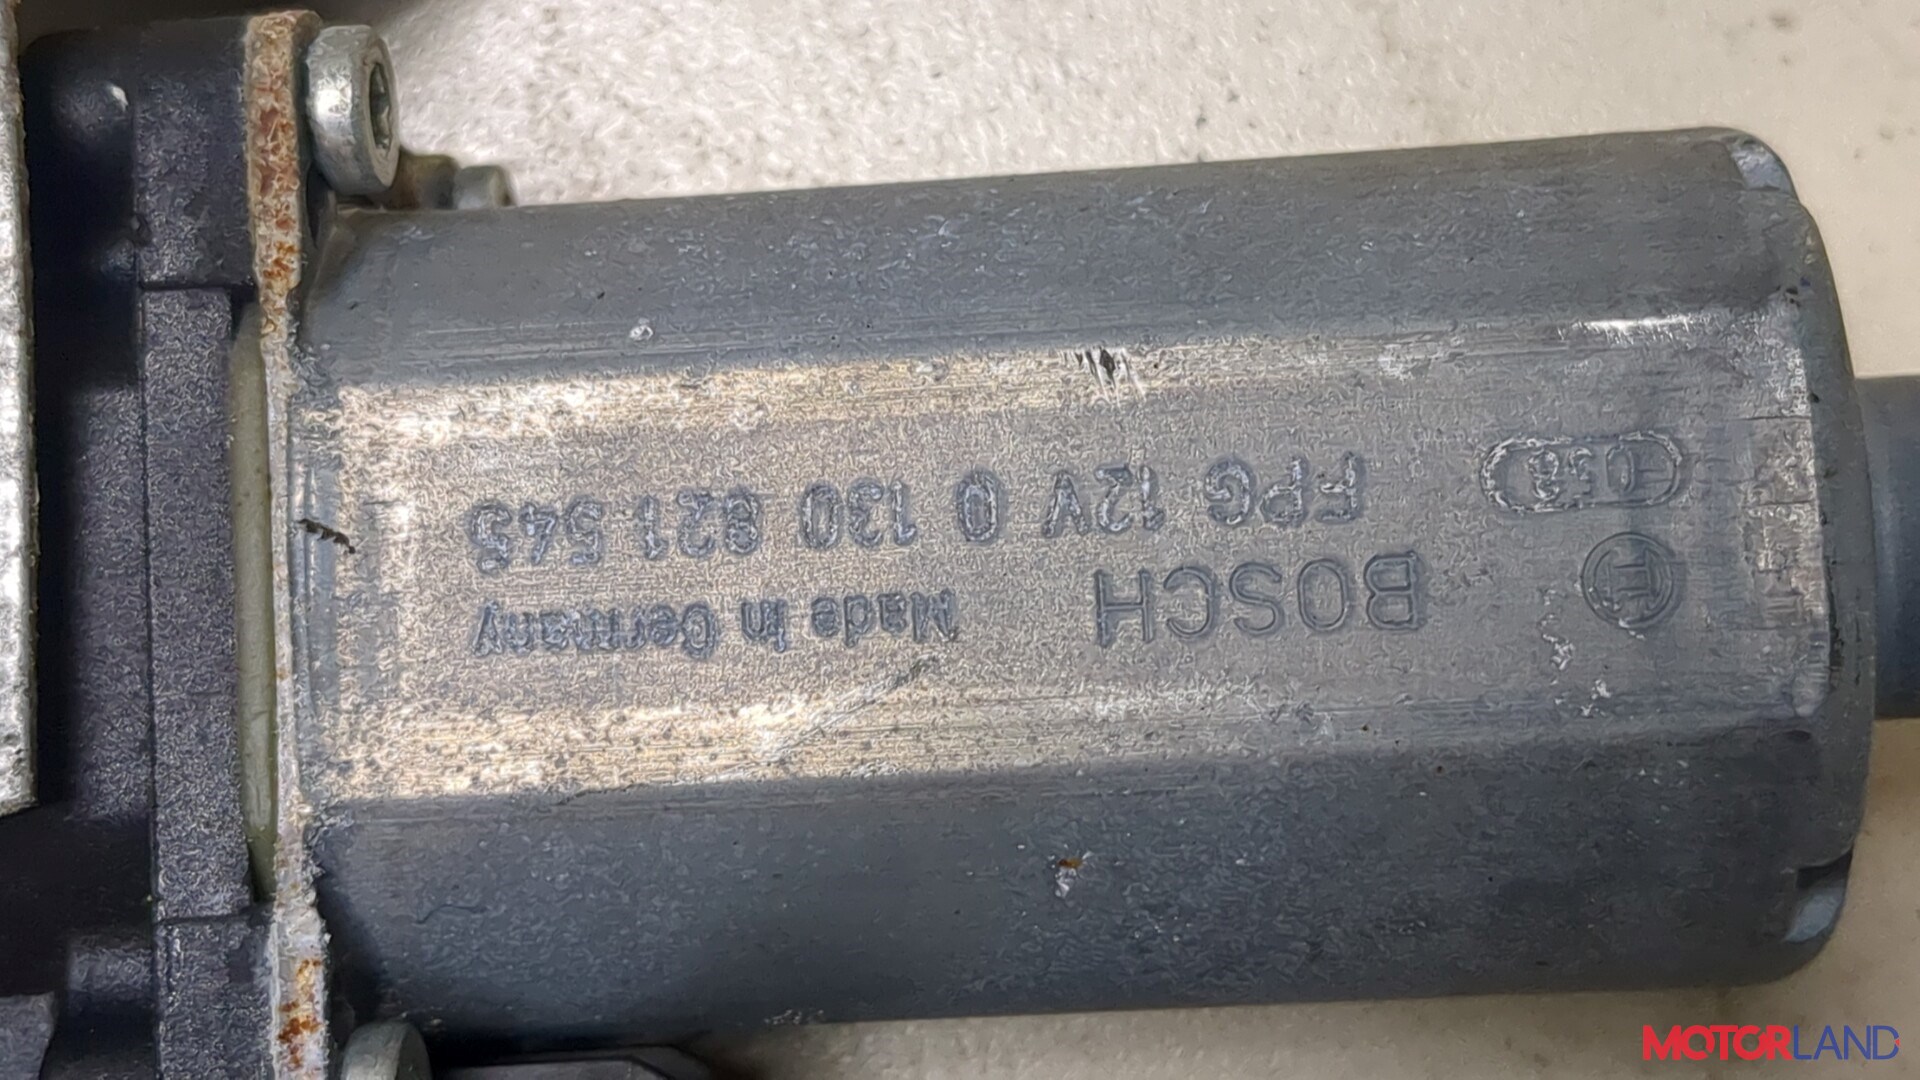 BOSCH Made in Germany
FPG 12V 0 130 821 545
MOTORLAND